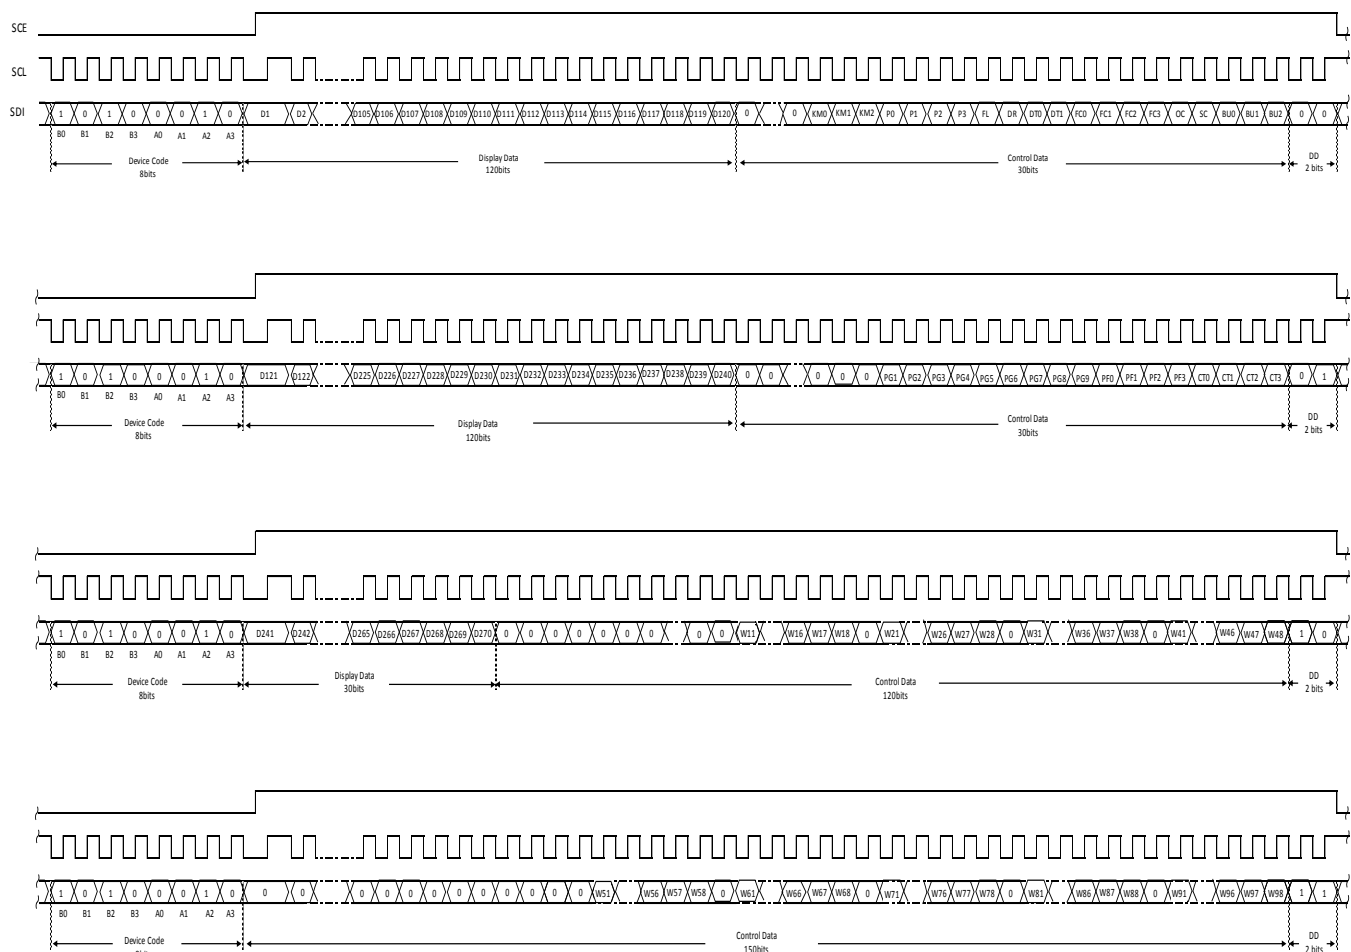 SCE
SCL
SDI 1 0 1 0 0 0 1 0 D1 D2 D105 D106 D107 D108 D109 D110 D111 D112 D113 D114 D115 D116 D117 D118 D119 D120 0 0 KM0 KM1 KM2 P0 P1 P2 P3 FL DR DT0 DT1 FC0 FC1 FC2 FC3 OC SC BU0 BU1 BU2 0 0
B0 B1 B2 B3 A0 A1 A2 A3
Device Code Display Data Control Data DD
8bits 120bits 30bits 2 bits
1 0 1 0 0 0 1 0 D121 D122 D225 D226 D227 D228 D229 D230 D231 D232 D233 D234 D235 D236 D237 D238 D239 D240 0 0 0 0 0 PG1 PG2 PG3 PG4 PG5 PG6 PG7 PG8 PG9 PF0 PF1 PF2 PF3 CT0 CT1 CT2 CT3 0 1
B0 B1 B2 B3 A0 A1 A2 A3
Device Code Display Data Control Data DD
8bits 120bits 30bits 2 bits
1 0 1 0 0 0 1 0 D241 D242 D265 D266 D267 D268 D269 D270 0 0 0 0 0 0 0 0 0 W11 W16 W17 W18 0 W21 W26 W27 W28 0 W31 W36 W37 W38 0 W41 W46 W47 W48 1 0
B0 B1 B2 B3 A0 A1 A2 A3
Device Code Display Data Control Data DD
8bits 30bits 120bits 2 bits
1 0 1 0 0 0 1 0 0 0 0 0 0 0 0 0 0 0 0 0 W51 W56 W57 W58 0 W61 W66 W67 W68 0 W71 W76 W77 W78 0 W81 W86 W87 W88 0 W91 W96 W97 W98 1 1
B0 B1 B2 B3 A0 A1 A2 A3
Device Code Control Data DD
150bits 2 bits